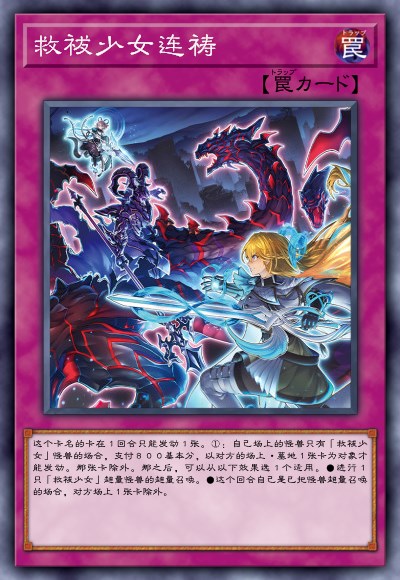 救祓少女连祷
トラップ
罠
トラップ
【罠カード】
这个卡名的卡在1回合只能发动1张。①：自己场上的怪兽只有「救祓少
女」怪兽的场合，支付800基本分，以对方的场上·墓地1张卡为对象才
能发动。那张卡除外。那之后，可以从以下效果选1个适用。●进行1
只「救祓少女」超量怪兽的超量召唤。●这个回合自己是已把怪兽超量召唤
的场合，对方场上1张卡除外。